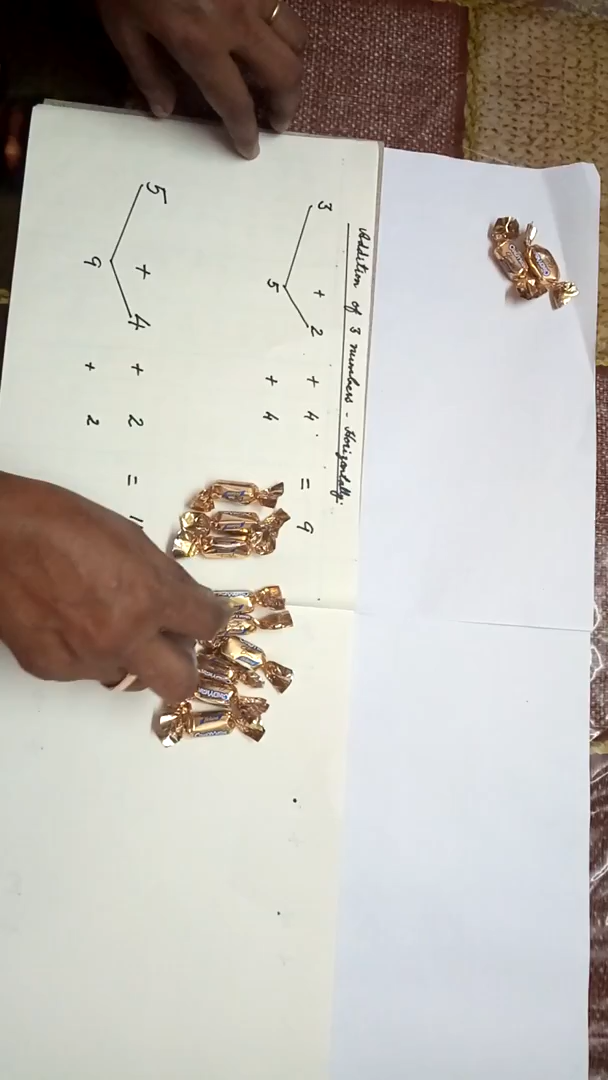 Addition of 3 numbers - Horizontally:
3 + 2 + 4 = 9
5 + 4
5 + 4 + 2 =
9 + 2